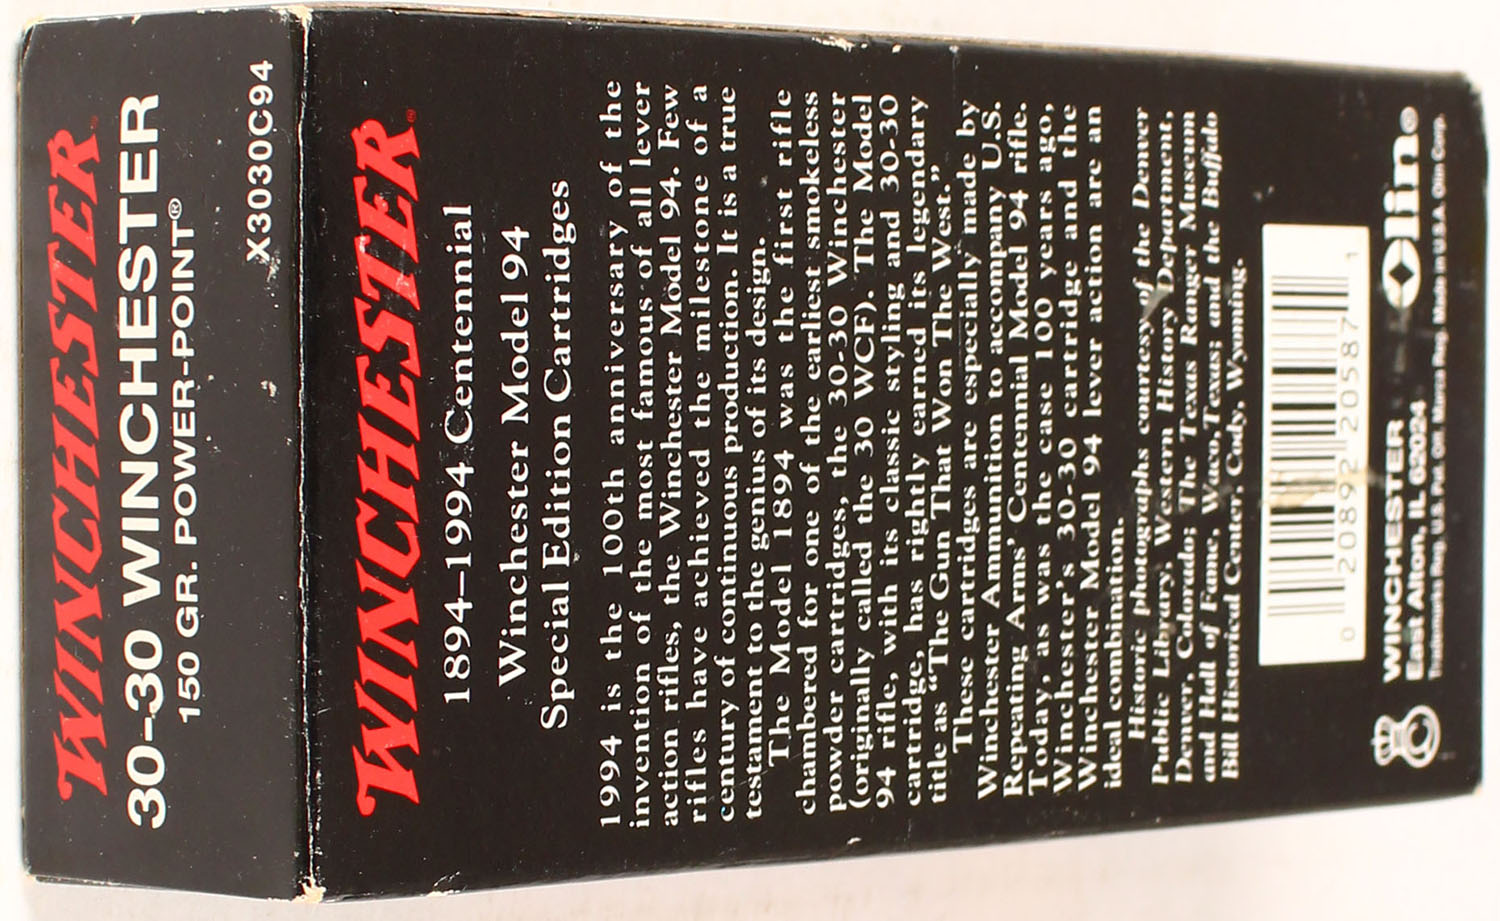 WINCHESTER®
30-30 WINCHESTER
150 GR. POWER-POINT®
X3030C94
WINCHESTER®
1894–1994 Centennial
Winchester Model 94
Special Edition Cartridges
1994 is the 100th anniversary of the
invention of the most famous of all lever
action rifles, the Winchester Model 94. Few
rifles have achieved the milestone of a
century of continuous production. It is a true
testament to the genius of its design.
The Model 1894 was the first rifle
chambered for one of the earliest smokeless
powder cartridges, the 30-30 Winchester
(originally called the 30 WCF). The Model
94 rifle, with its classic styling and 30-30
cartridge, has rightly earned its legendary
title as “The Gun That Won The West.”
These cartridges are especially made by
Winchester Ammunition to accompany U.S.
Repeating Arms’ Centennial Model 94 rifle.
Today, as was the case 100 years ago,
Winchester’s 30-30 cartridge and the
Winchester Model 94 lever action are an
ideal combination.
Historic photographs courtesy of the Denver
Public Library, Western History Department,
Denver, Colorado; The Texas Ranger Museum
and Hall of Fame, Waco, Texas; and the Buffalo
Bill Historical Center, Cody, Wyoming.
0 20892 20587 1
WINCHESTER Olin®
East Alton, IL 62024
Trademarks Reg. U.S. Pat. Off. Marca Reg. Made in U.S.A. Olin Corp.